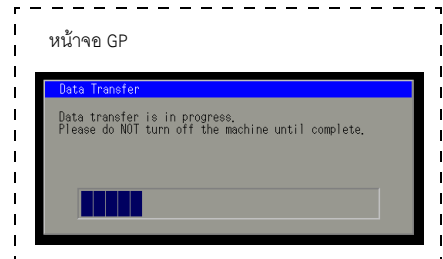 หน้าจอ GP
Data Transfer
Data transfer is in progress.
Please do NOT turn off the machine until complete.